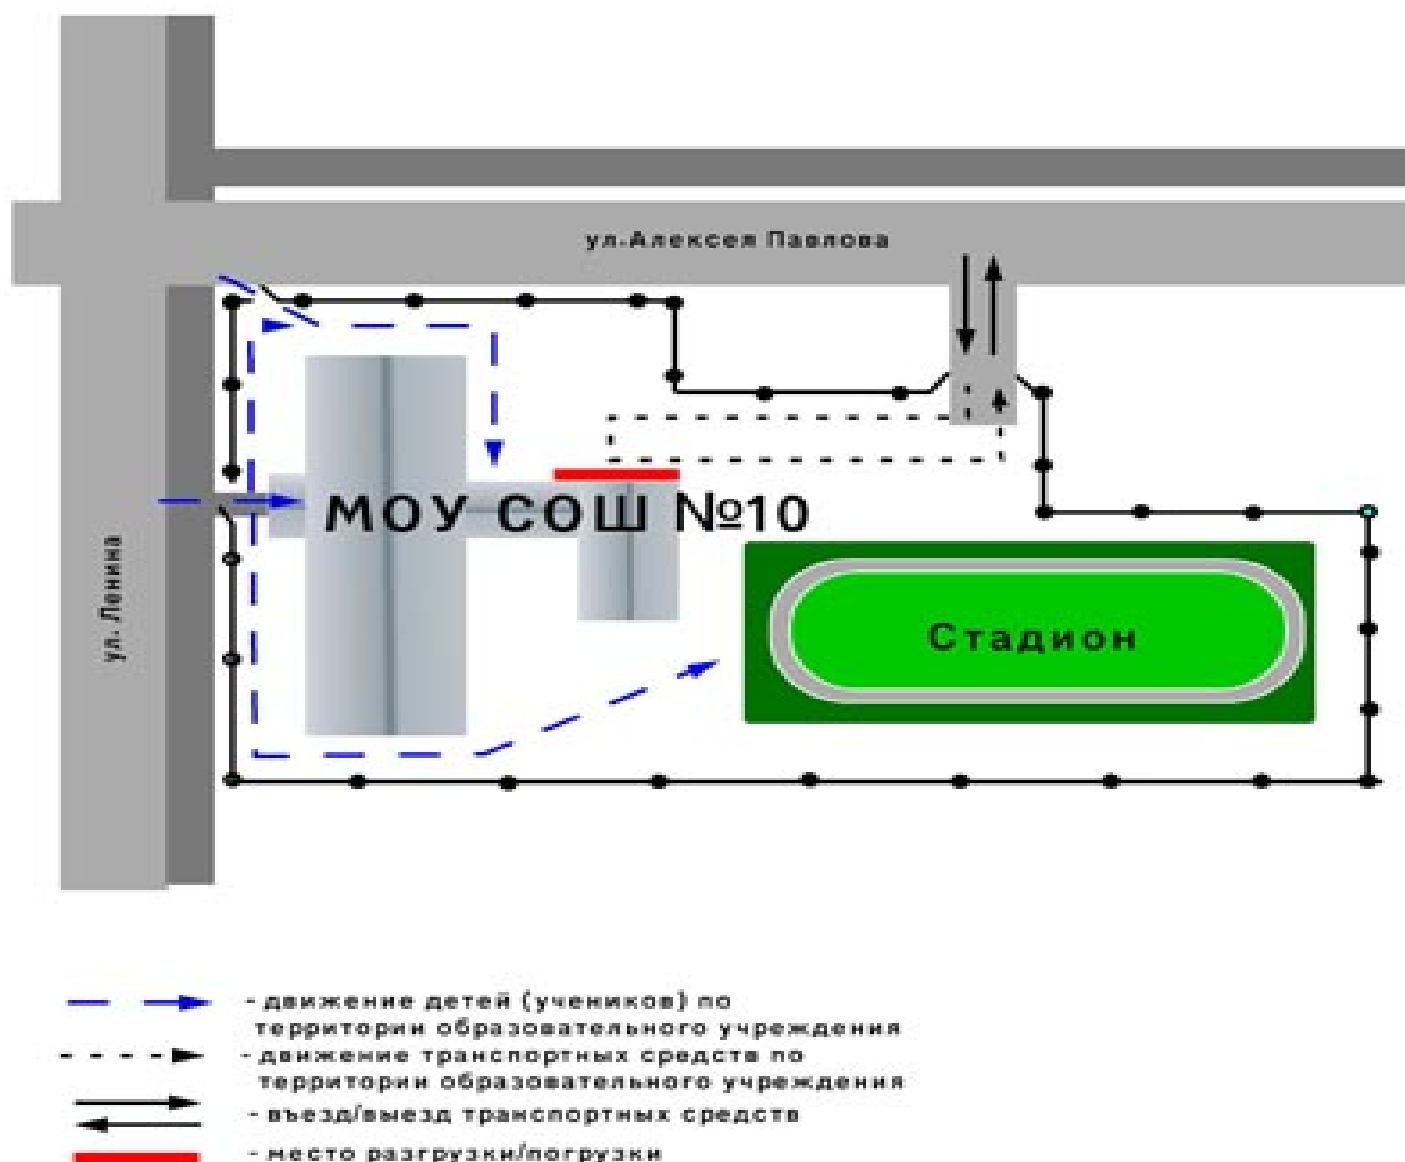 ул.Алексея Павлова
МОУ СОШ №10
ул. Ленина
Стадион
- движение детей (учеников) по
территории образовательного учреждения
- движение транспортных средств по
территории образовательного учреждения
- въезд/выезд транспортных средств
- место разгрузки/погрузки